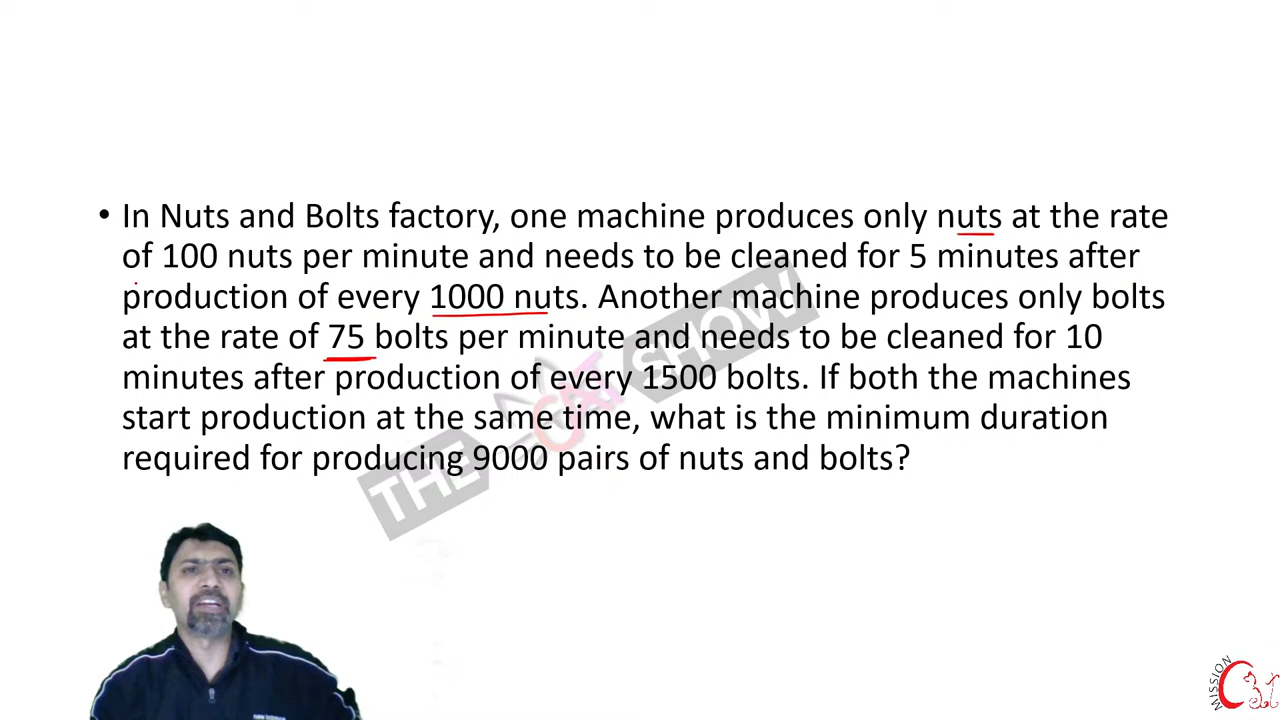 • In Nuts and Bolts factory, one machine produces only nuts at the rate
of 100 nuts per minute and needs to be cleaned for 5 minutes after
production of every 1000 nuts. Another machine produces only bolts
at the rate of 75 bolts per minute and needs to be cleaned for 10
minutes after production of every 1500 bolts. If both the machines
start production at the same time, what is the minimum duration
required for producing 9000 pairs of nuts and bolts?
THE CAT SHOW
MISSION